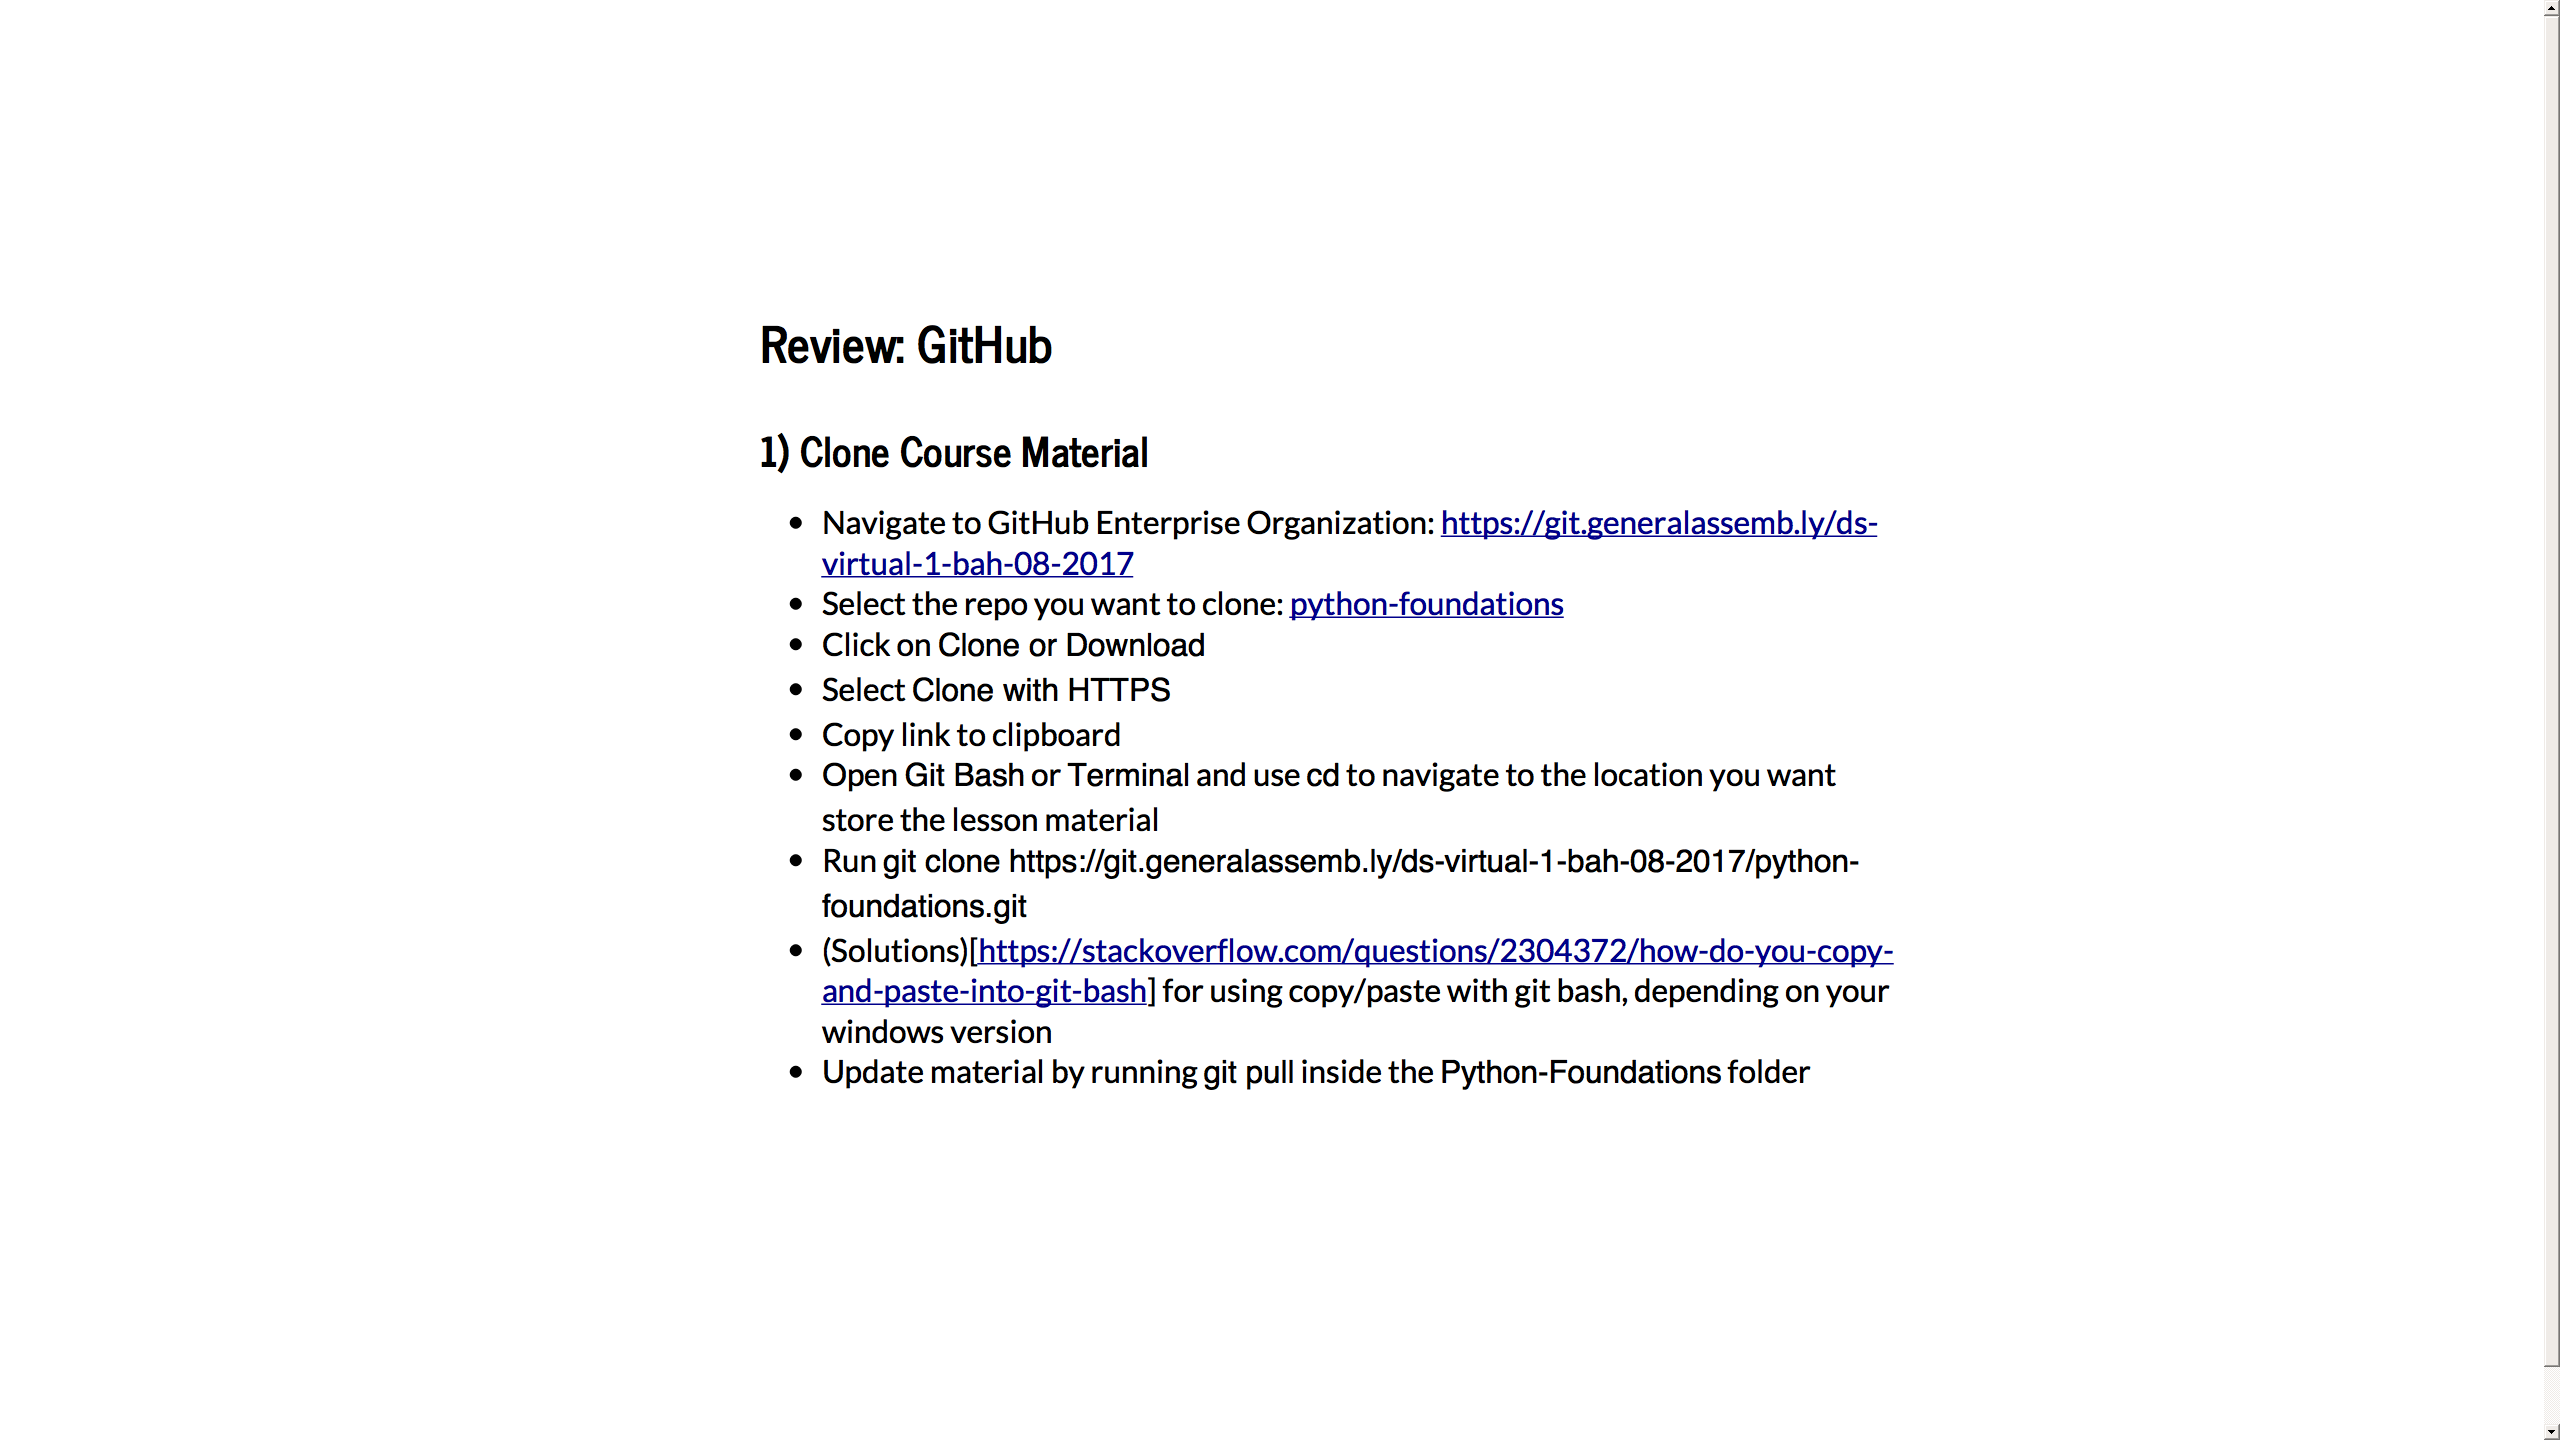 Review: GitHub
1) Clone Course Material
• Navigate to GitHub Enterprise Organization: https://git.generalassemb.ly/ds-
virtual-1-bah-08-2017
• Select the repo you want to clone: python-foundations
• Click on Clone or Download
• Select Clone with HTTPS
• Copy link to clipboard
• Open Git Bash or Terminal and use cd to navigate to the location you want
store the lesson material
• Run git clone https://git.generalassemb.ly/ds-virtual-1-bah-08-2017/python-
foundations.git
• (Solutions)[https://stackoverflow.com/questions/2304372/how-do-you-copy-
and-paste-into-git-bash] for using copy/paste with git bash, depending on your
windows version
• Update material by running git pull inside the Python-Foundations folder